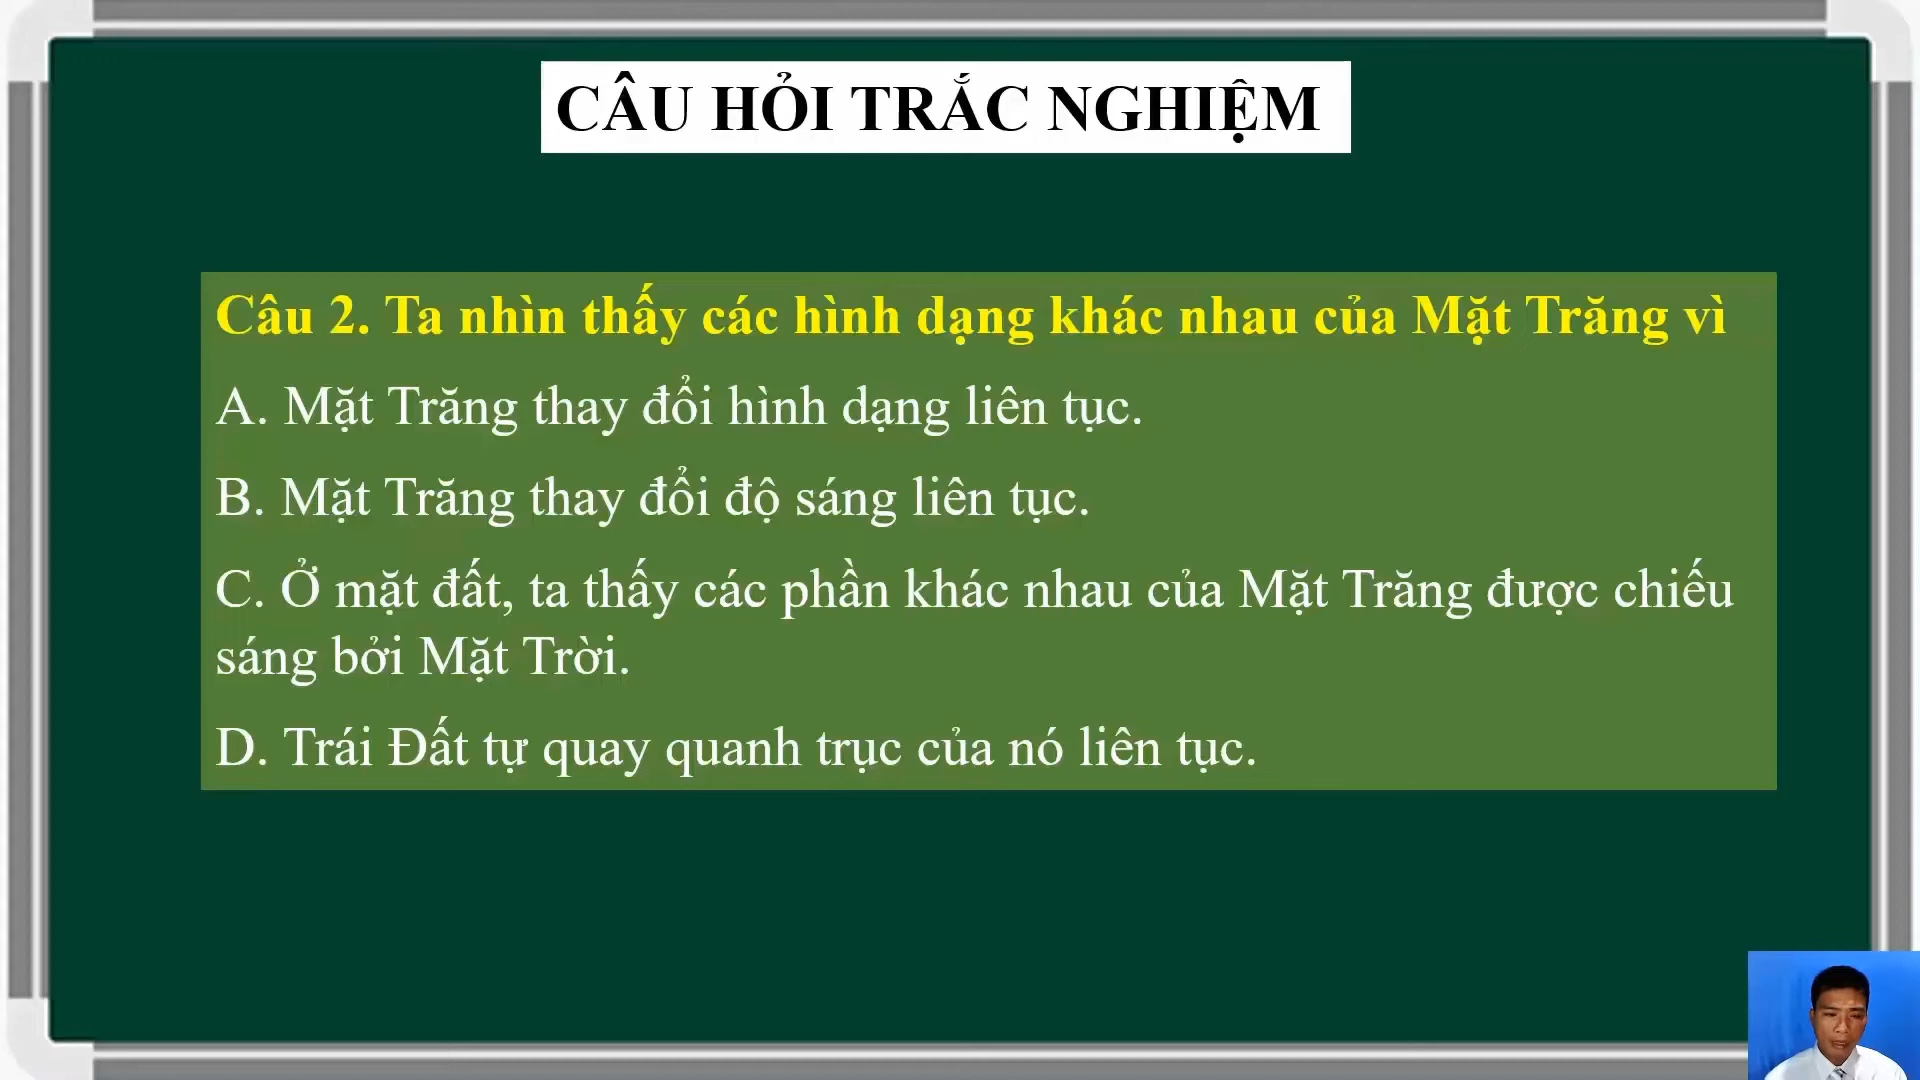 CÂU HỎI TRẮC NGHIỆM
Câu 2. Ta nhìn thấy các hình dạng khác nhau của Mặt Trăng vì
A. Mặt Trăng thay đổi hình dạng liên tục.
B. Mặt Trăng thay đổi độ sáng liên tục.
C. Ở mặt đất, ta thấy các phần khác nhau của Mặt Trăng được chiếu
sáng bởi Mặt Trời.
D. Trái Đất tự quay quanh trục của nó liên tục.